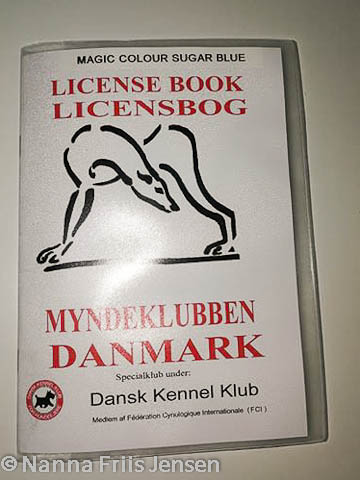 MAGIC COLOUR SUGAR BLUE
LICENSE BOOK
LICENSBOG
MYNDEKLUBBEN
DANMARK
Specialklub under:
Dansk Kennel Klub
Medlem af Fédération Cynulogique Internationale (FCI)
© Nanna Friis Jensen